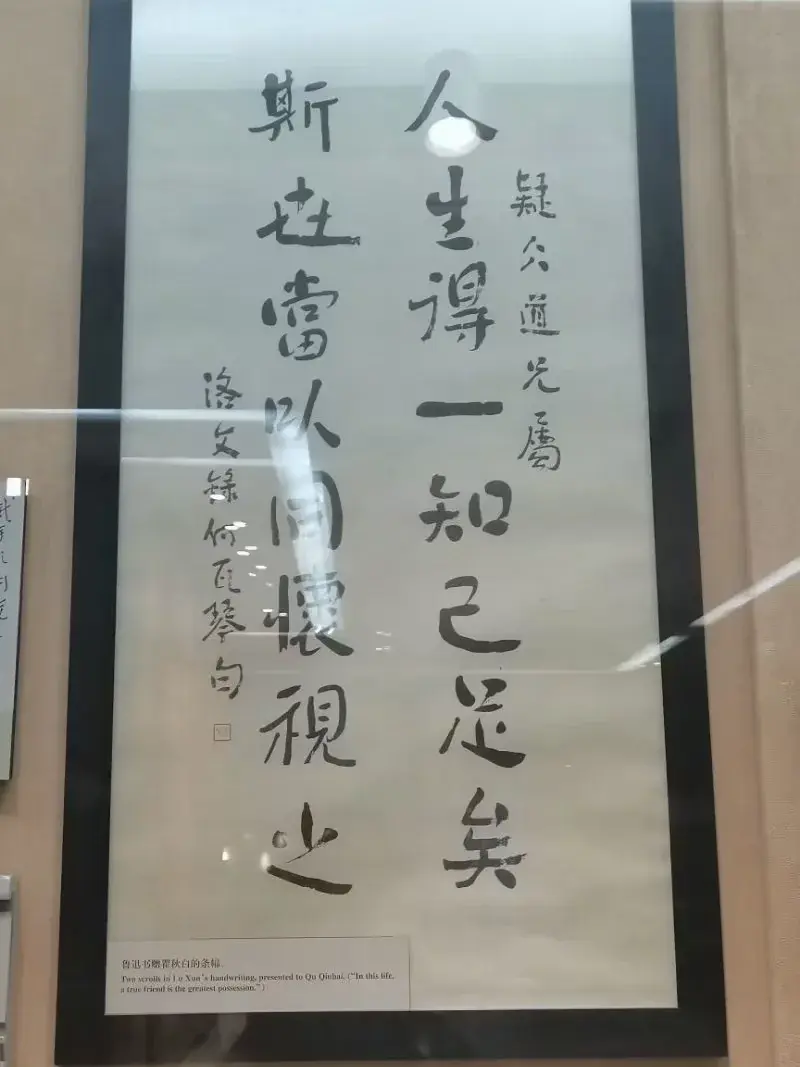 疑仌道兄屬
人生得一知己足矣
斯世當以同懷視之
洛文錄何瓦琴句
鲁迅书赠瞿秋白的条幅
Two scrolls in Lu Xun's handwriting, presented to Qu Qiubai. ("In this life,
a true friend is the greatest possession.")